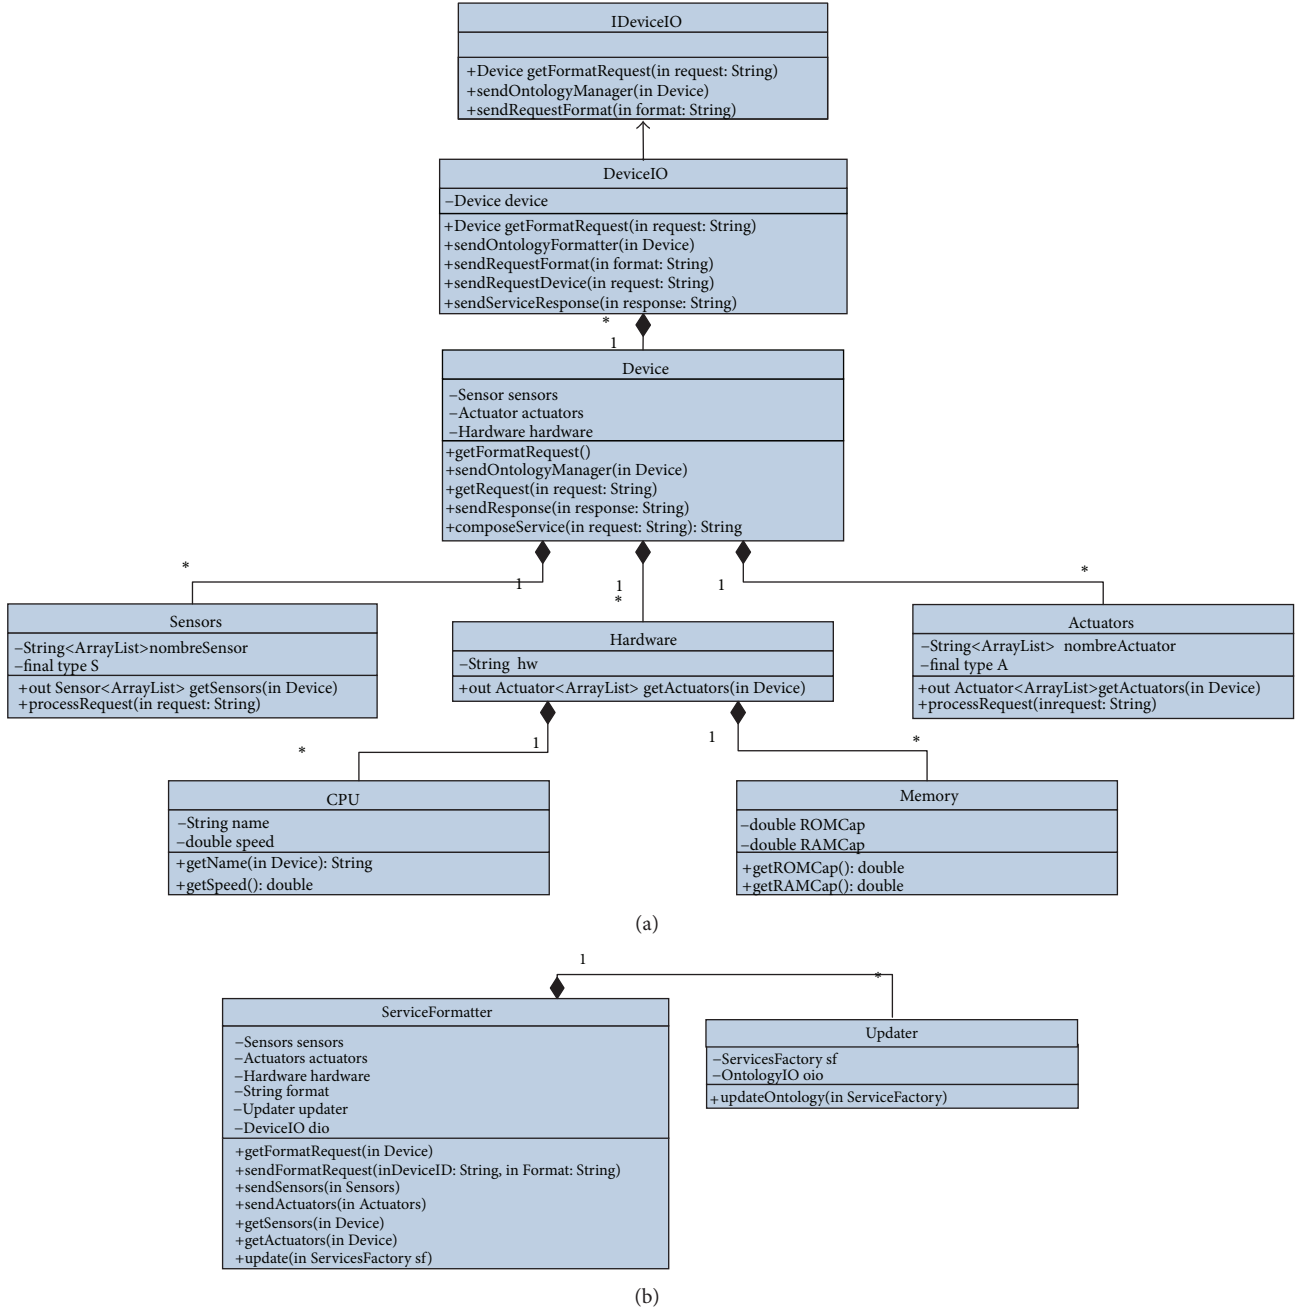 IDeviceIO
+Device getFormatRequest(in request: String)
+sendOntologyManager(in Device)
+sendRequestFormat(in format: String)
DeviceIO
−Device device
+Device getFormatRequest(in request: String)
+sendOntologyFormatter(in Device)
+sendRequestFormat(in format: String)
+sendRequestDevice(in request: String)
+sendServiceResponse(in response: String)
*
1
Device
−Sensor sensors
−Actuator actuators
−Hardware hardware
+getFormatRequest()
+sendOntologyManager(in Device)
+getRequest(in request: String)
+sendResponse(in response: String)
+composeService(in request: String): String
*
1
1
*
1
*
Sensors
−String<ArrayList>nombreSensor
−final type S
+out Sensor<ArrayList> getSensors(in Device)
+processRequest(in request: String)
Hardware
−String hw
+out Actuator<ArrayList> getActuators(in Device)
Actuators
−String<ArrayList> nombreActuator
−final type A
+out Actuator<ArrayList>getActuators(in Device)
+processRequest(inrequest: String)
*
1
1
*
CPU
−String name
−double speed
+getName(in Device): String
+getSpeed(): double
Memory
−double ROMCap
−double RAMCap
+getROMCap(): double
+getRAMCap(): double
(a)
1
*
ServiceFormatter
−Sensors sensors
−Actuators actuators
−Hardware hardware
−String format
−Updater updater
−DeviceIO dio
+getFormatRequest(in Device)
+sendFormatRequest(inDeviceID: String, in Format: String)
+sendSensors(in Sensors)
+sendActuators(in Actuators)
+getSensors(in Device)
+getActuators(in Device)
+update(in ServicesFactory sf)
Updater
−ServicesFactory sf
−OntologyIO oio
+updateOntology(in ServiceFactory)
(b)